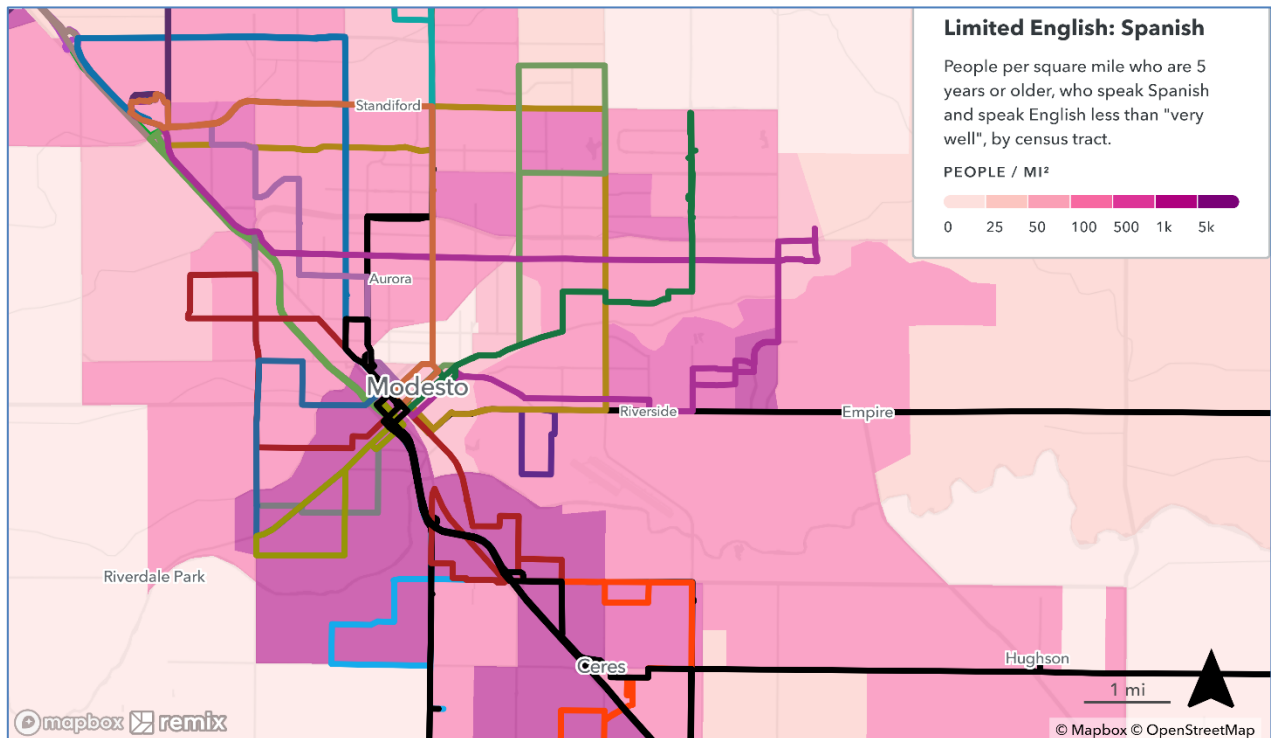 Limited English: Spanish
People per square mile who are 5
years or older, who speak Spanish
and speak English less than "very
well", by census tract.
PEOPLE / MI²
0 25 50 100 500 1k 5k
Standiford
Aurora
Modesto
Riverside
Empire
Riverdale Park
Ceres
Hughson
1 mi
mapbox remix
© Mapbox © OpenStreetMap